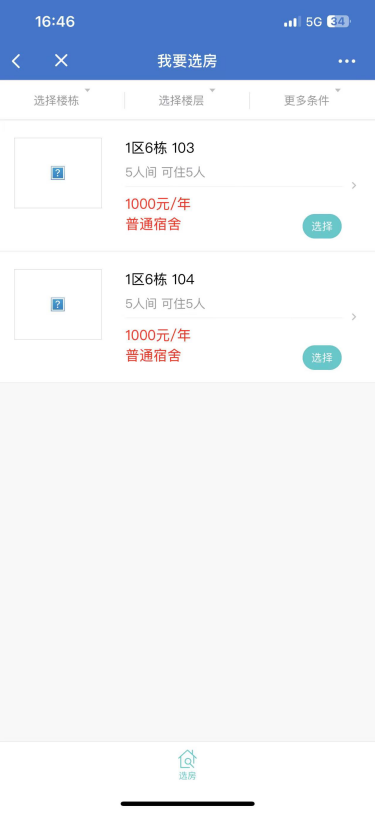 16:46
5G
34
我要选房
选择楼栋
选择楼层
更多条件
1区6栋 103
5人间 可住5人
1000元/年
普通宿舍
选择
1区6栋 104
5人间 可住5人
1000元/年
普通宿舍
选择
选房